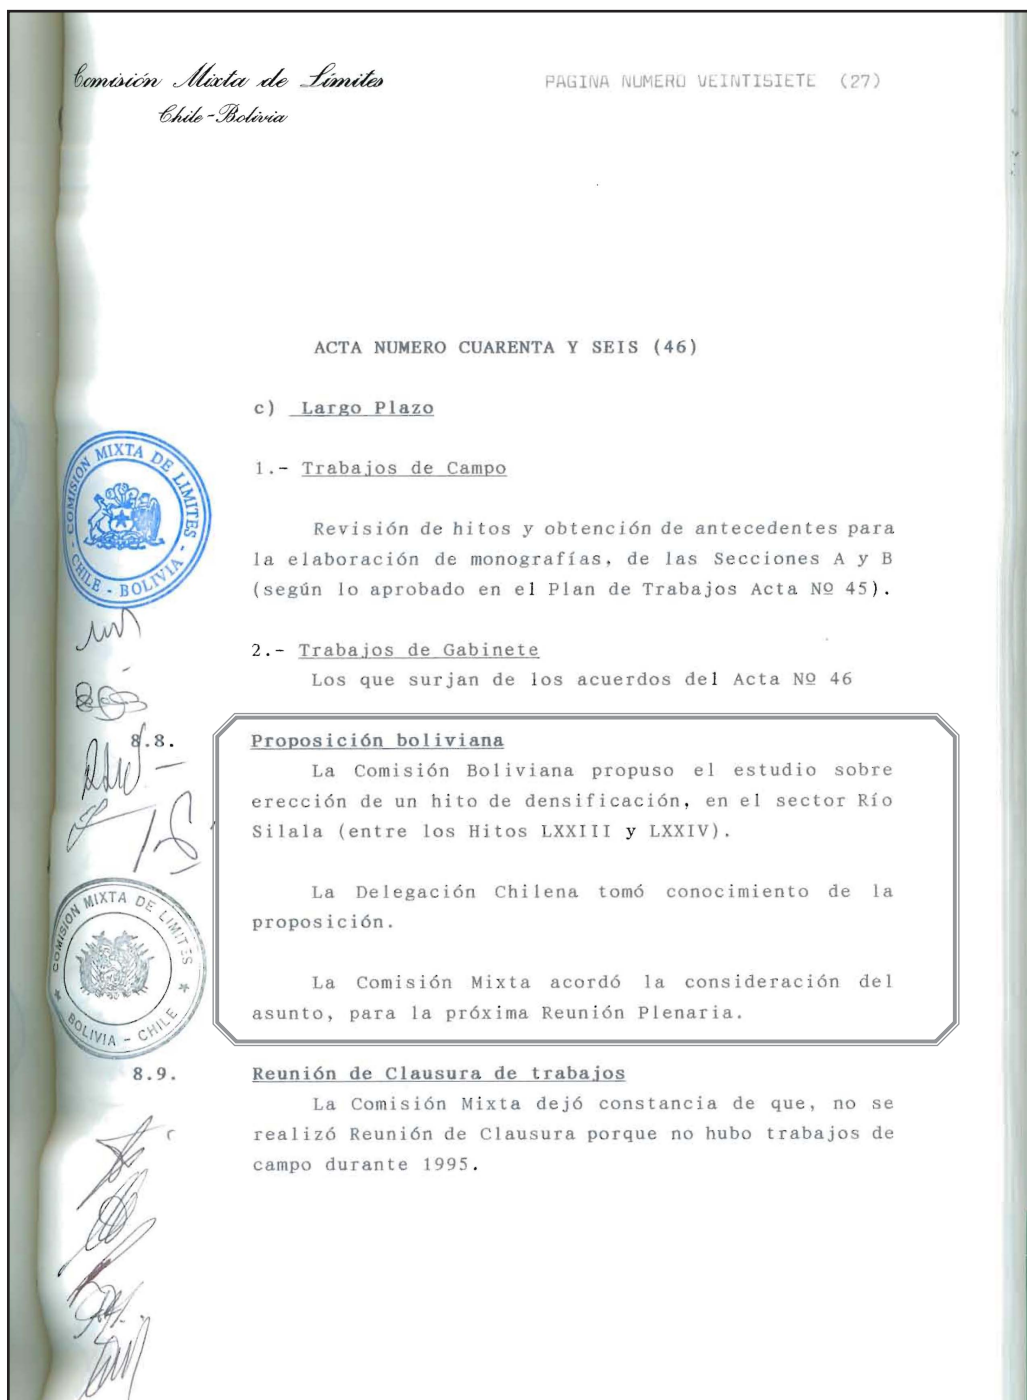 Comisión Mixta de Límites
Chile - Bolivia
PAGINA NUMERO VEINTISIETE (27)
ACTA NUMERO CUARENTA Y SEIS (46)
c) Largo Plazo
1.- Trabajos de Campo
Revisión de hitos y obtención de antecedentes para
la elaboración de monografías, de las Secciones A y B
(según lo aprobado en el Plan de Trabajos Acta Nº 45).
2.- Trabajos de Gabinete
Los que surjan de los acuerdos del Acta Nº 46
8.8. Proposición boliviana
La Comisión Boliviana propuso el estudio sobre
erección de un hito de densificación, en el sector Río
Silala (entre los Hitos LXXIII y LXXIV).
La Delegación Chilena tomó conocimiento de la
proposición.
La Comisión Mixta acordó la consideración del
asunto, para la próxima Reunión Plenaria.
8.9. Reunión de Clausura de trabajos
La Comisión Mixta dejó constancia de que, no se
realizó Reunión de Clausura porque no hubo trabajos de
campo durante 1995.
COMISION MIXTA DE LIMITES
- CHILE - BOLIVIA -
COMISION MIXTA DE LIMITES
* BOLIVIA - CHILE *